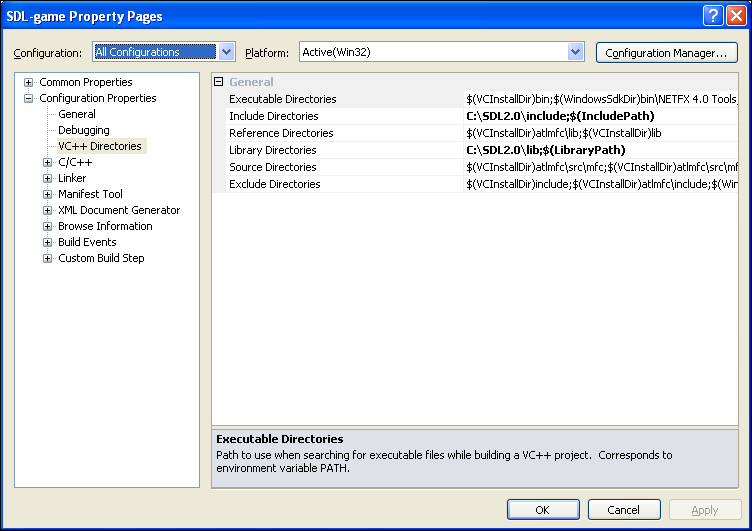 SDL-game Property Pages
Configuration: All Configurations Platform: Active(Win32) Configuration Manager...
Common Properties
Configuration Properties
General
Debugging
VC++ Directories
C/C++
Linker
Manifest Tool
XML Document Generator
Browse Information
Build Events
Custom Build Step
General
Executable Directories $(VCInstallDir)bin;$(WindowsSdkDir)bin\NETFX 4.0 Tools,
Include Directories C:\SDL2.0\include;$(IncludePath)
Reference Directories $(VCInstallDir)atlmfc\lib;$(VCInstallDir)lib
Library Directories C:\SDL2.0\lib;$(LibraryPath)
Source Directories $(VCInstallDir)atlmfc\src\mfc;$(VCInstallDir)atlmfc\src\mf
Exclude Directories $(VCInstallDir)include;$(VCInstallDir)atlmfc\include;$(Win
Executable Directories
Path to use when searching for executable files while building a VC++ project. Corresponds to
environment variable PATH.
OK Cancel Apply